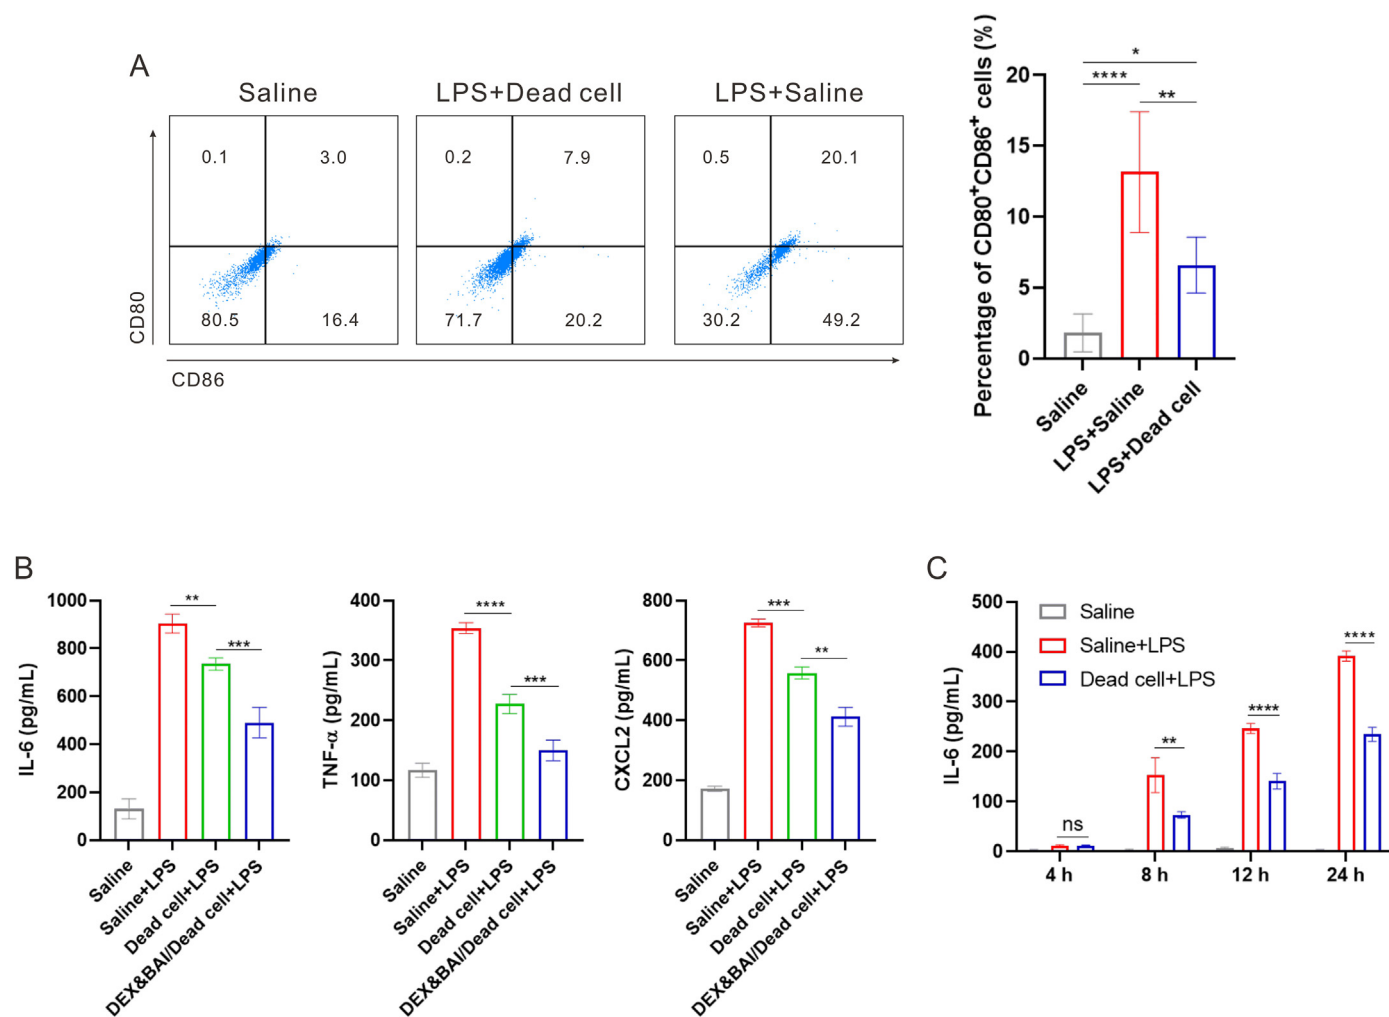 A
Saline
LPS+Dead cell
LPS+Saline
0.1
3.0
80.5
16.4
0.2
7.9
71.7
20.2
0.5
20.1
30.2
49.2
CD80
CD86
Percentage of CD80⁺CD86⁺ cells (%)
20
15
10
5
0
*
****
**
Saline
LPS+Saline
LPS+Dead cell
B
IL-6 (pg/mL)
1000
800
600
400
200
0
**
***
Saline
Saline+LPS
Dead cell+LPS
DEX&BAI/Dead cell+LPS
TNF-α (pg/mL)
400
300
200
100
0
****
***
Saline
Saline+LPS
Dead cell+LPS
DEX&BAI/Dead cell+LPS
CXCL2 (pg/mL)
800
600
400
200
0
***
**
Saline
Saline+LPS
Dead cell+LPS
DEX&BAI/Dead cell+LPS
C
IL-6 (pg/mL)
500
400
300
200
100
0
Saline
Saline+LPS
Dead cell+LPS
ns
**
****
****
4 h
8 h
12 h
24 h